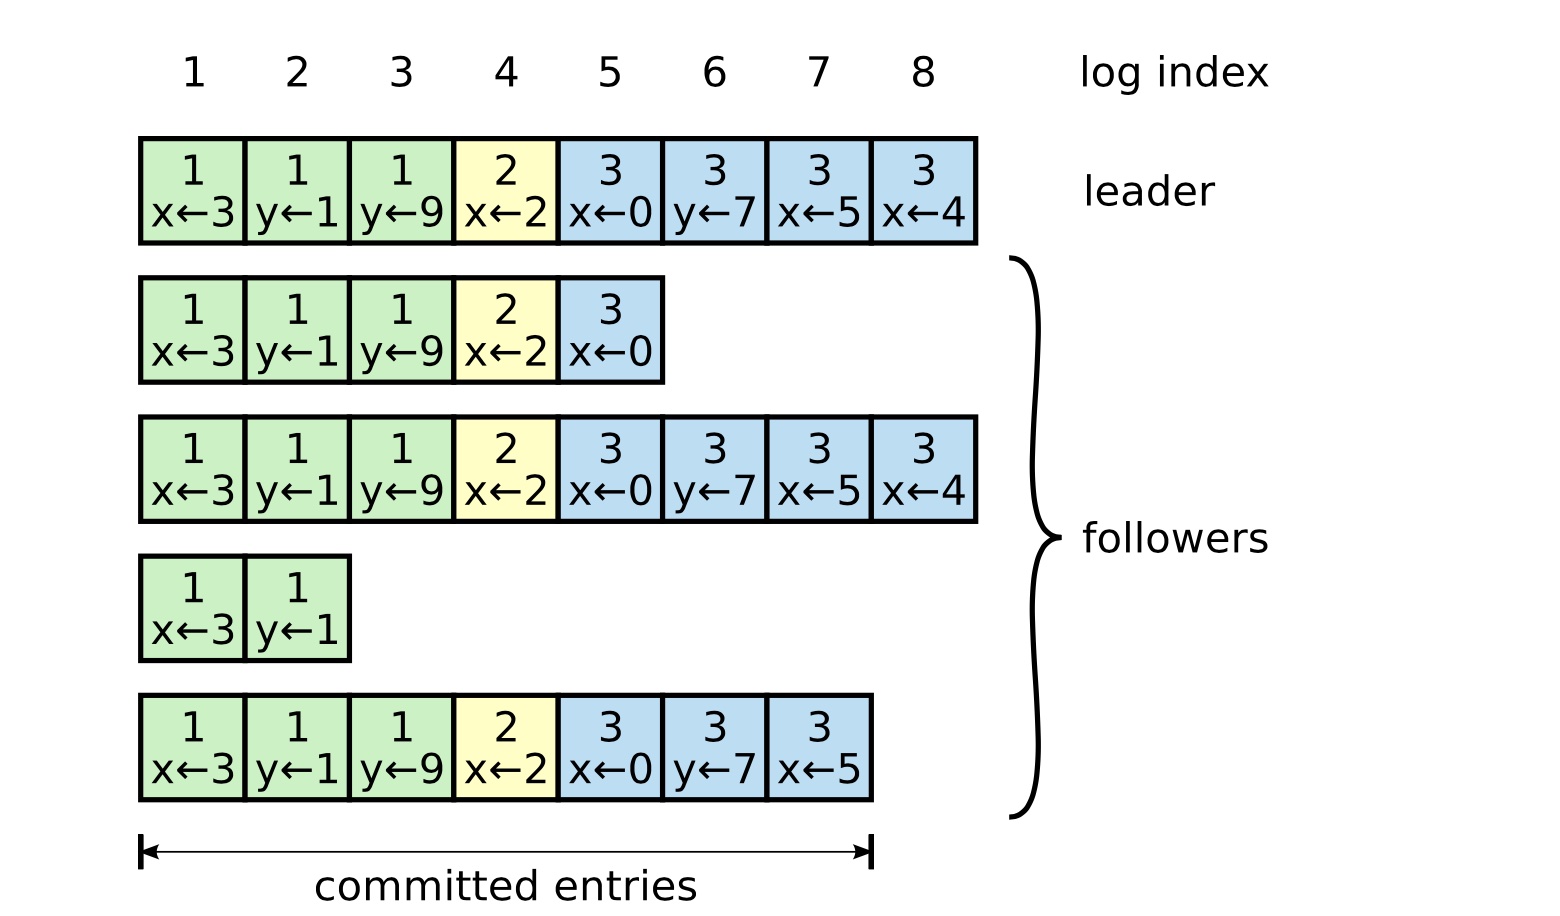 1 2 3 4 5 6 7 8 log index
1 1 1 2 3 3 3 3
x←3 y←1 y←9 x←2 x←0 y←7 x←5 x←4
leader
1 1 1 2 3
x←3 y←1 y←9 x←2 x←0
1 1 1 2 3 3 3 3
x←3 y←1 y←9 x←2 x←0 y←7 x←5 x←4
followers
1 1
x←3 y←1
1 1 1 2 3 3 3
x←3 y←1 y←9 x←2 x←0 y←7 x←5
committed entries